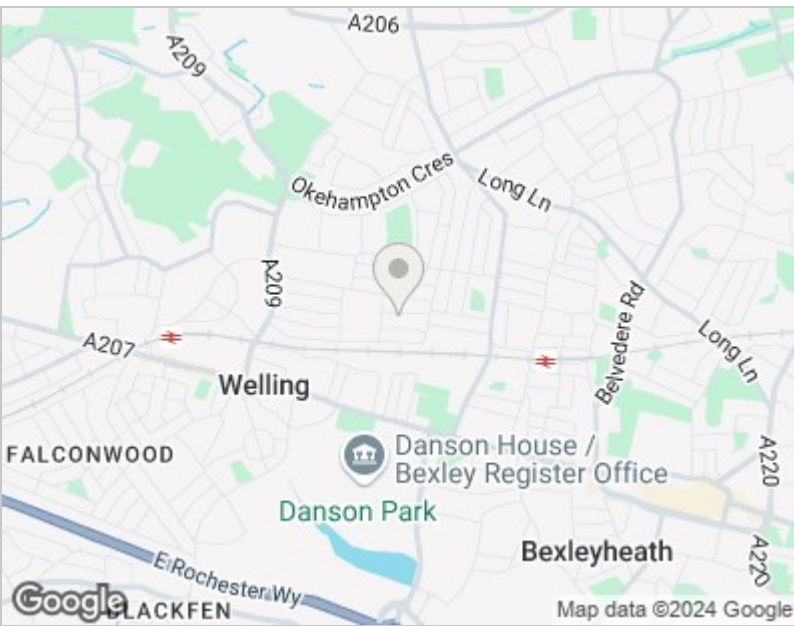 A206
A209
Okehampton Cres
Long Ln
A209
Belvedere Rd
Long Ln
A207
Welling
FALCONWOOD
Danson House /
Bexley Register Office
A220
Danson Park
Bexleyheath
A220
E Rochester Wy
Google
BLACKFEN
Map data ©2024 Google